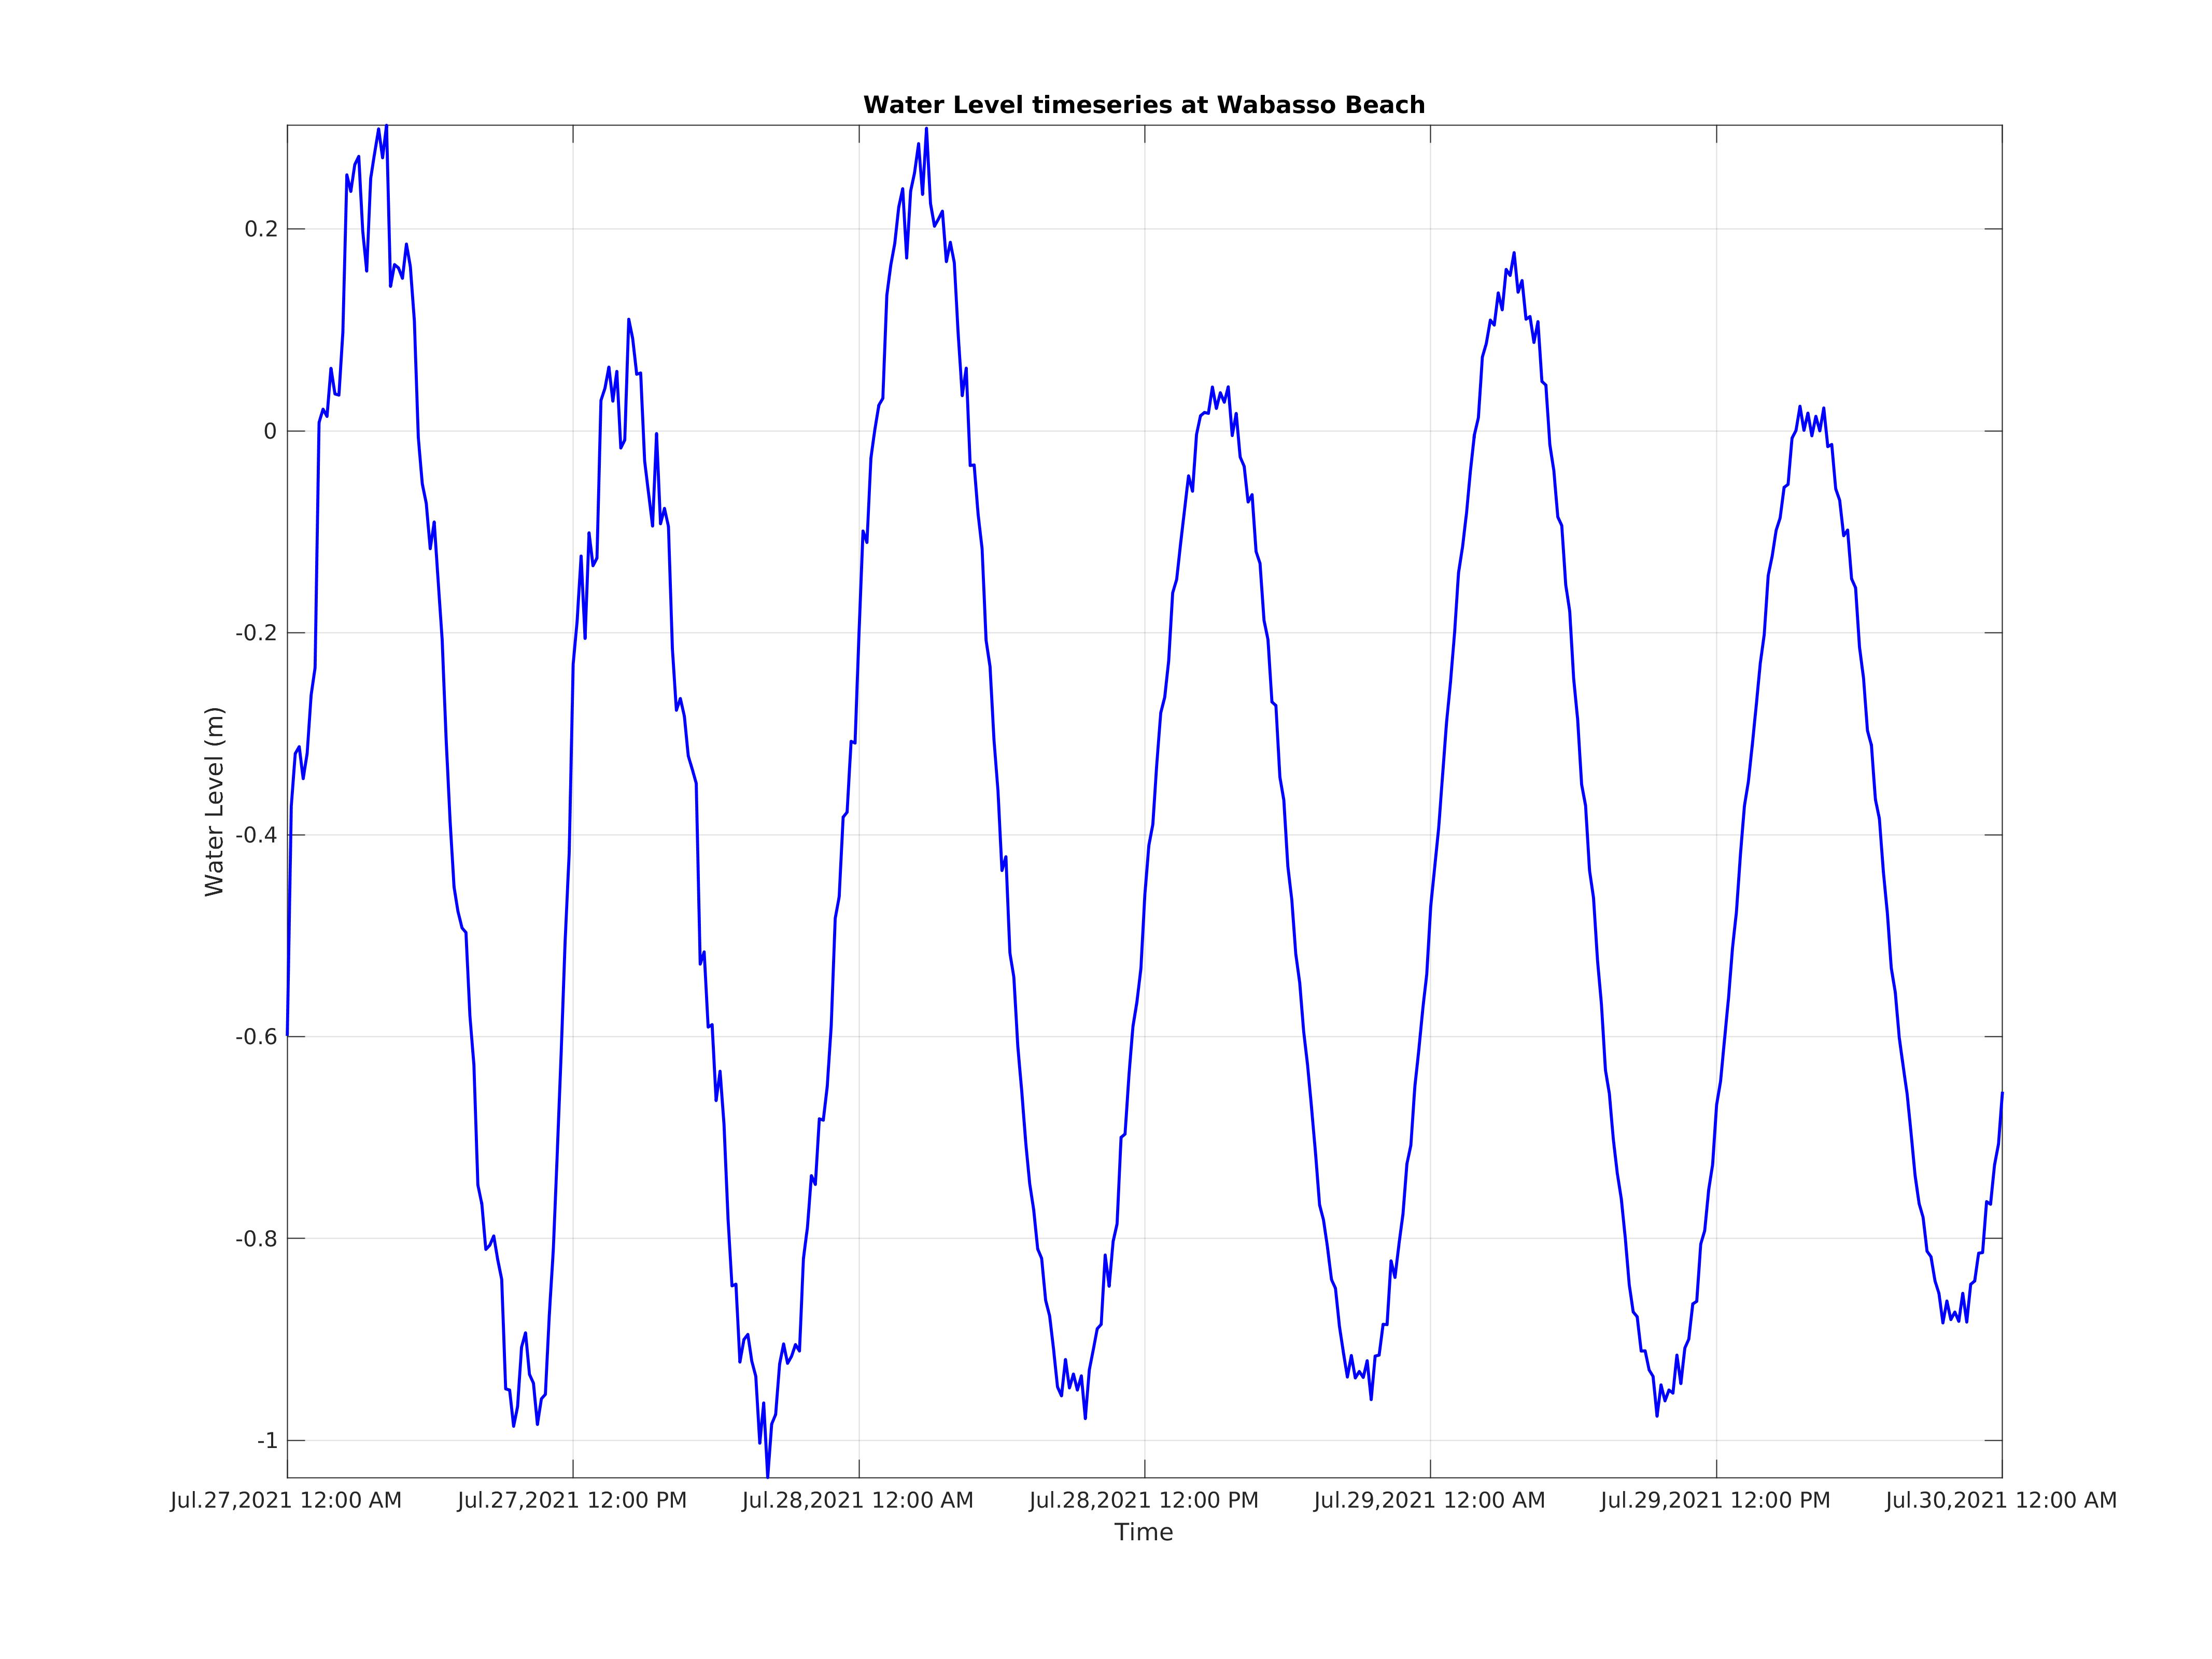 Water Level timeseries at Wabasso Beach
0.2
0
-0.2
-0.4
-0.6
-0.8
-1
Water Level (m)
Jul.27,2021 12:00 AM
Jul.27,2021 12:00 PM
Jul.28,2021 12:00 AM
Jul.28,2021 12:00 PM
Jul.29,2021 12:00 AM
Jul.29,2021 12:00 PM
Jul.30,2021 12:00 AM
Time